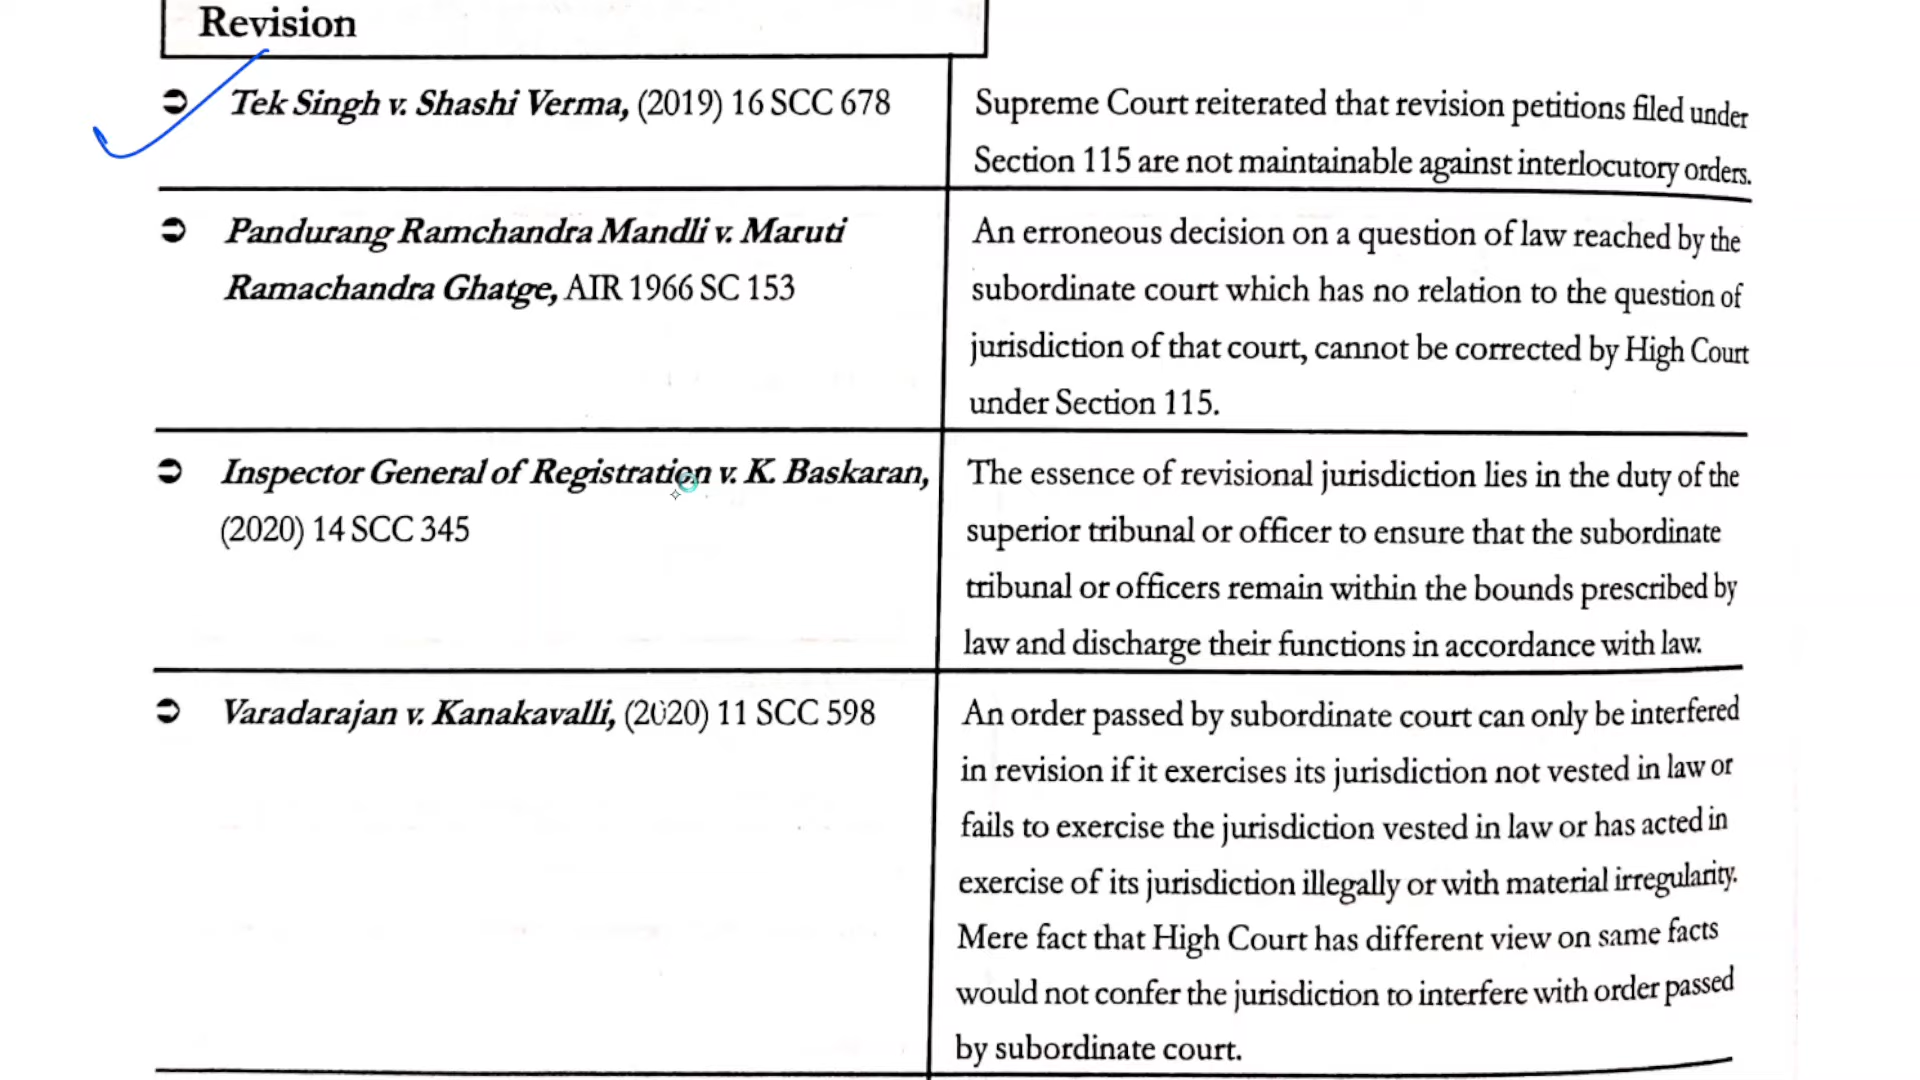 Revision
Tek Singh v. Shashi Verma, (2019) 16 SCC 678
Supreme Court reiterated that revision petitions filed under
Section 115 are not maintainable against interlocutory orders.
Pandurang Ramchandra Mandli v. Maruti
Ramachandra Ghatge, AIR 1966 SC 153
An erroneous decision on a question of law reached by the
subordinate court which has no relation to the question of
jurisdiction of that court, cannot be corrected by High Court
under Section 115.
Inspector General of Registration v. K. Baskaran,
(2020) 14 SCC 345
The essence of revisional jurisdiction lies in the duty of the
superior tribunal or officer to ensure that the subordinate
tribunal or officers remain within the bounds prescribed by
law and discharge their functions in accordance with law.
Varadarajan v. Kanakavalli, (2020) 11 SCC 598
An order passed by subordinate court can only be interfered
in revision if it exercises its jurisdiction not vested in law or
fails to exercise the jurisdiction vested in law or has acted in
exercise of its jurisdiction illegally or with material irregularity.
Mere fact that High Court has different view on same facts
would not confer the jurisdiction to interfere with order passed
by subordinate court.